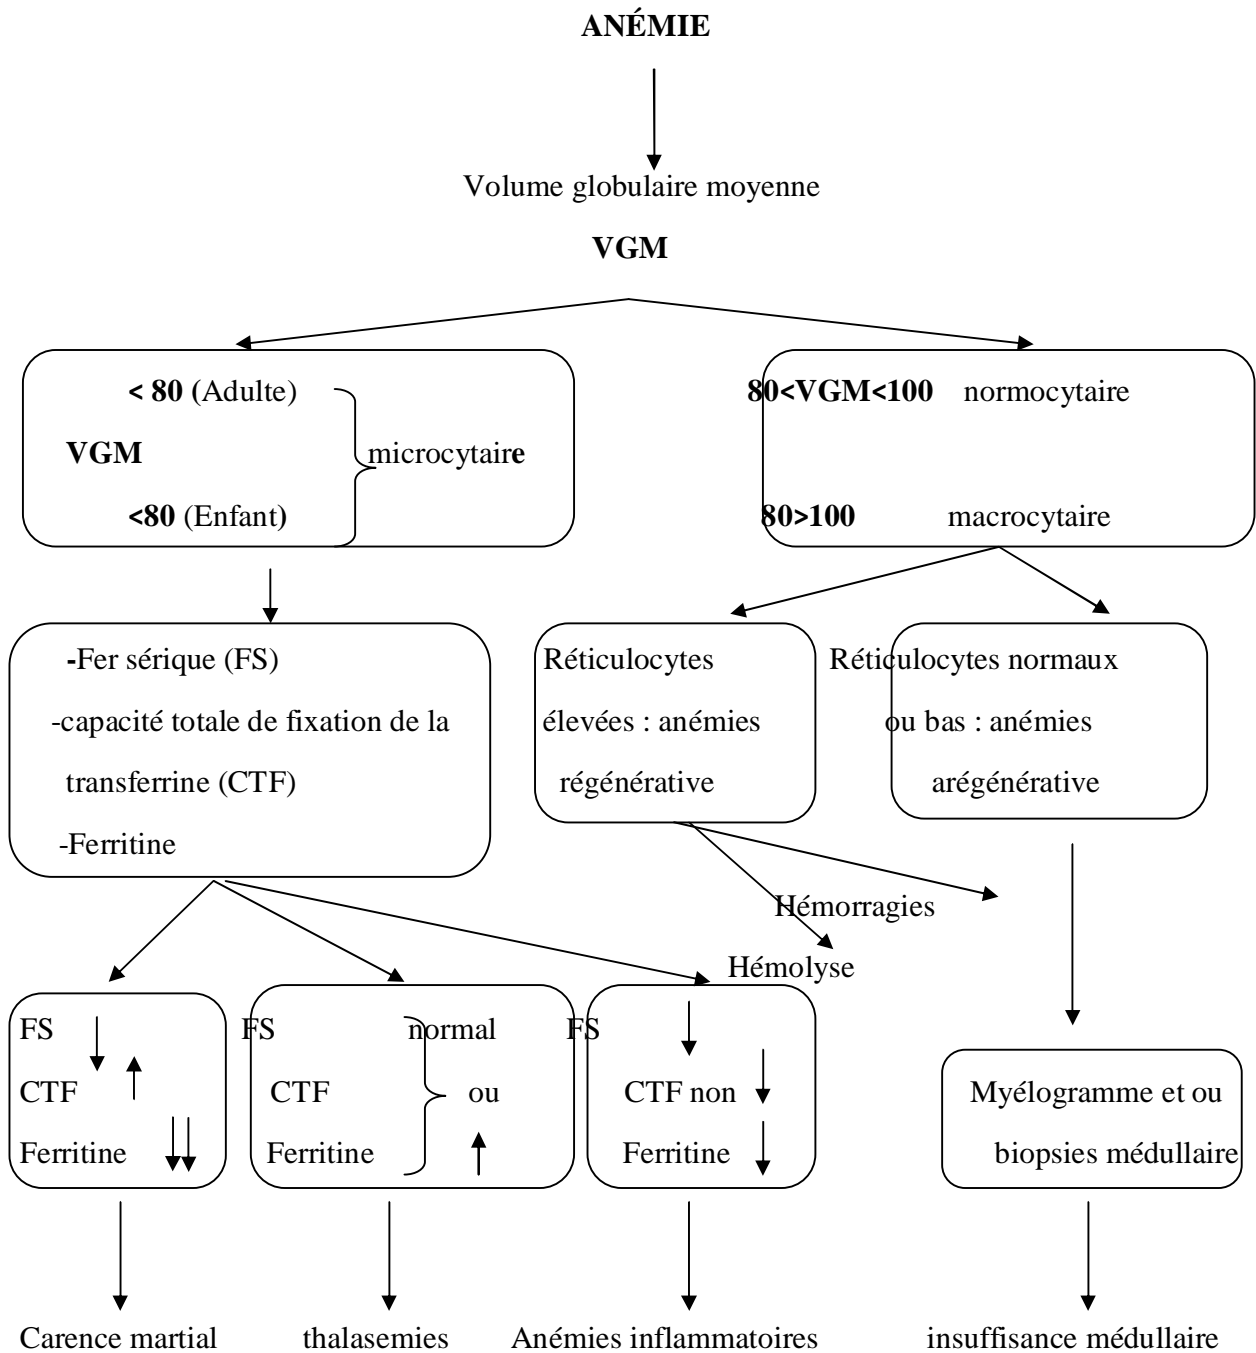 ANÉMIE
Volume globulaire moyenne
VGM
< 80 (Adulte)
VGM microcytaire
<80 (Enfant)
80<VGM<100 normocytaire
80>100 macrocytaire
-Fer sérique (FS)
-capacité totale de fixation de la
transferrine (CTF)
-Ferritine
Réticulocytes
élevées : anémies
régénérative
Réticulocytes normaux
ou bas : anémies
arégénérative
Hémorragies
Hémolyse
FS
CTF
Ferritine
FS normal
CTF ou
Ferritine
FS
CTF non
Ferritine
Myélogramme et ou
biopsies médullaire
Carence martial
thalasemies
Anémies inflammatoires
insuffisance médullaire